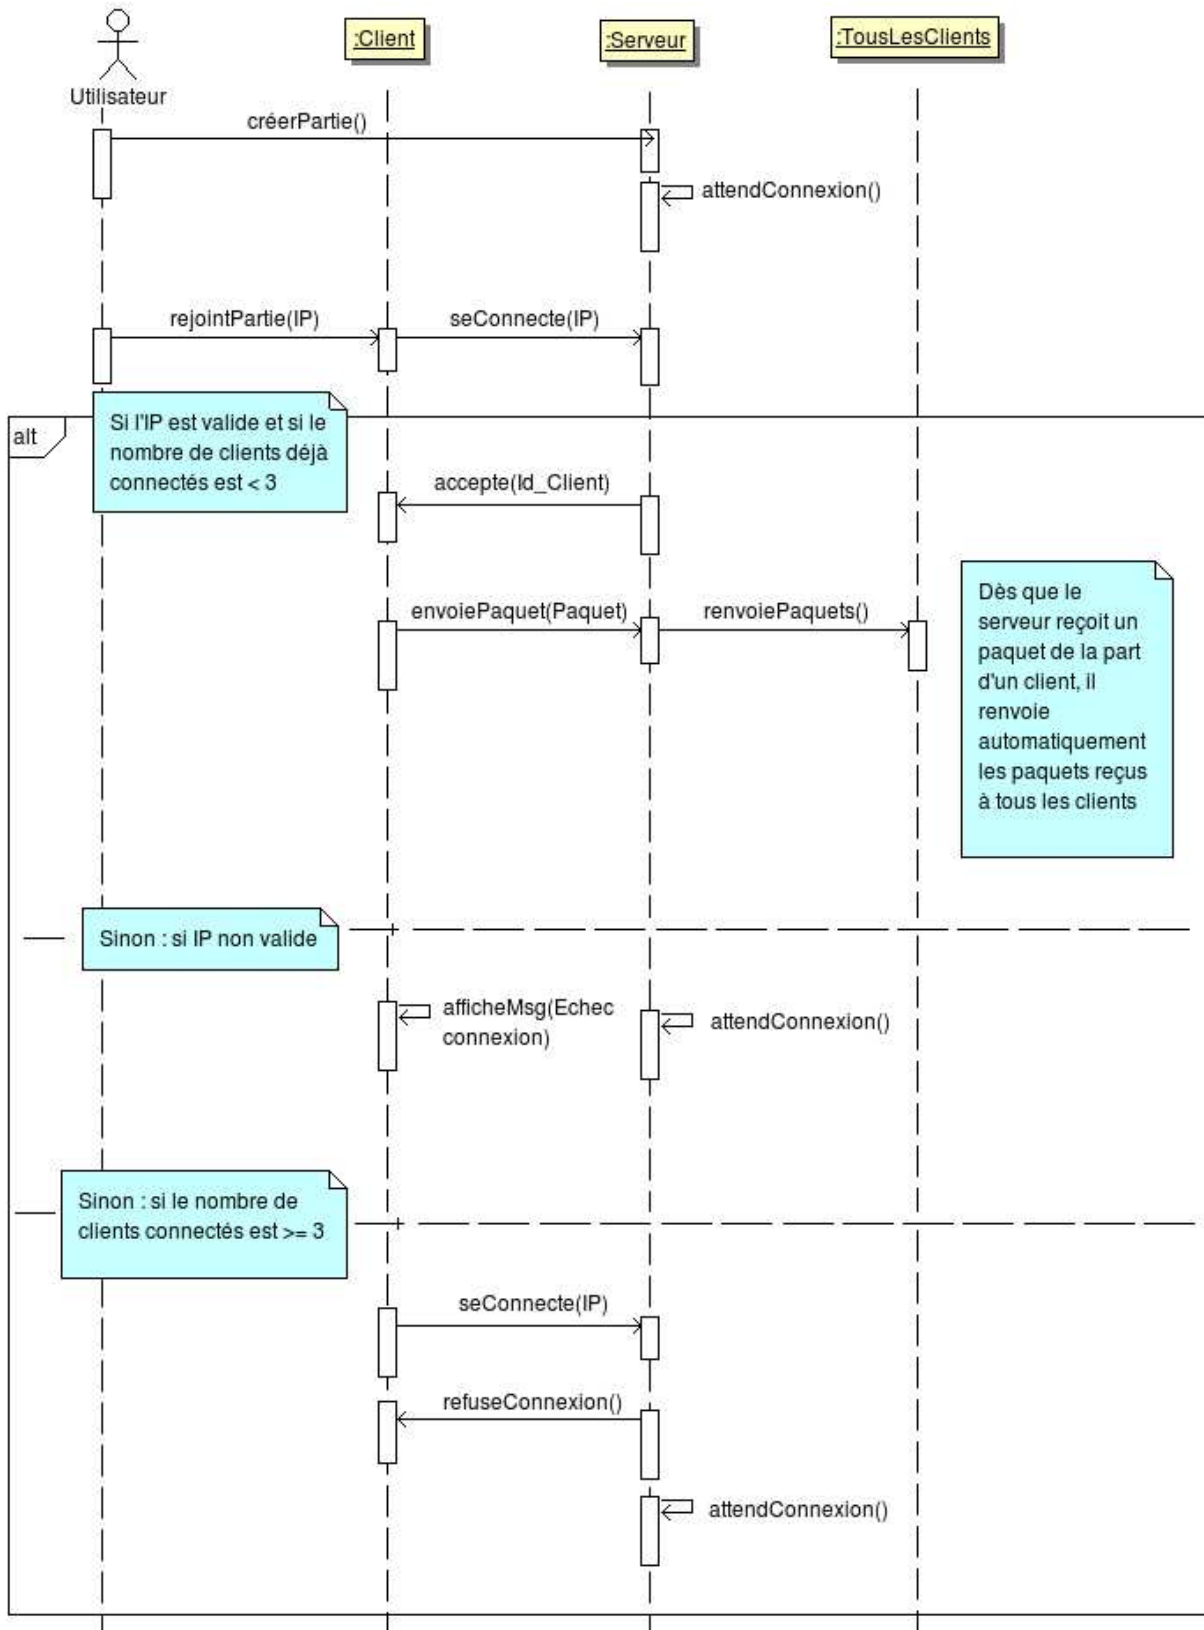 :Client
:Serveur
:TousLesClients
Utilisateur
créerPartie()
attendConnexion()
rejointPartie(IP)
seConnecte(IP)
alt
Si l'IP est valide et si le
nombre de clients déjà
connectés est < 3
accepte(Id_Client)
envoiePaquet(Paquet)
renvoiePaquets()
Dès que le
serveur reçoit un
paquet de la part
d'un client, il
renvoie
automatiquement
les paquets reçus
à tous les clients
Sinon : si IP non valide
afficheMsg(Echec
connexion)
attendConnexion()
Sinon : si le nombre de
clients connectés est >= 3
seConnecte(IP)
refuseConnexion()
attendConnexion()